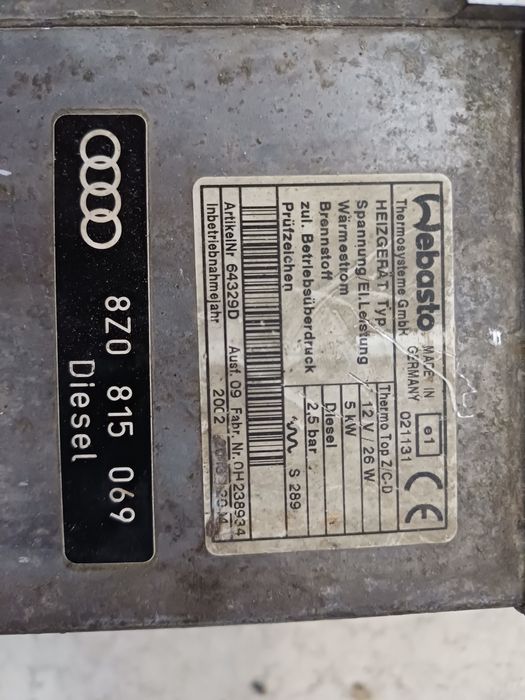 Webasto MADE IN GERMANY e1 CE
Thermosysteme GmbH 021131
HEIZGERÄT Typ Thermo Top Z/C-D
Spannung/El.Leistung 12 V / 26 W
Wärmestrom 5 kW
Brennstoff Diesel
zul. Betriebsüberdruck 2,5 bar
Prüfzeichen S 289
ArtikelNr 64329D Ausf. 09 Fabr. Nr.0H238934
Inbetriebnahmejahr 2002
8Z0 815 069
Diesel